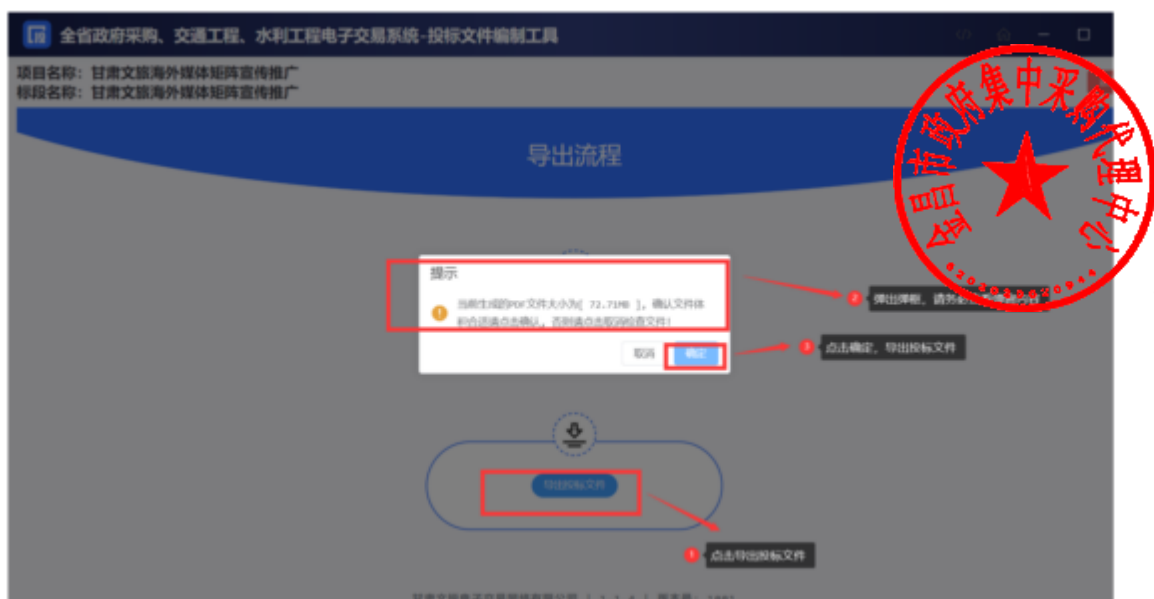 全省政府采购、交通工程、水利工程电子交易系统-投标文件编制工具
项目名称：甘肃文旅海外媒体矩阵宣传推广
标段名称：甘肃文旅海外媒体矩阵宣传推广
金昌市政府集中采购代理中心
导出流程
提示
当前生成的PDF文件大小为[ 72.71MB ]，确认文件体
积合适请点击确认，否则请点击取消检查文件！
取消
确定
2 弹出弹框，请务必
3 点击确定，导出投标文件
导出投标文件
1 点击导出投标文件